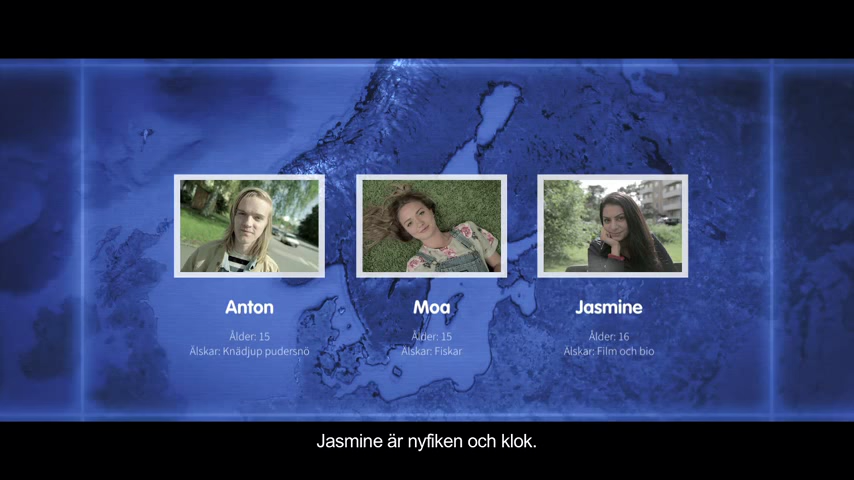 Anton
Ålder: 15
Älskar: Knädjup pudersnö
Moa
Ålder: 15
Älskar: Fiskar
Jasmine
Ålder: 16
Älskar: Film och bio
Jasmine är nyfiken och klok.